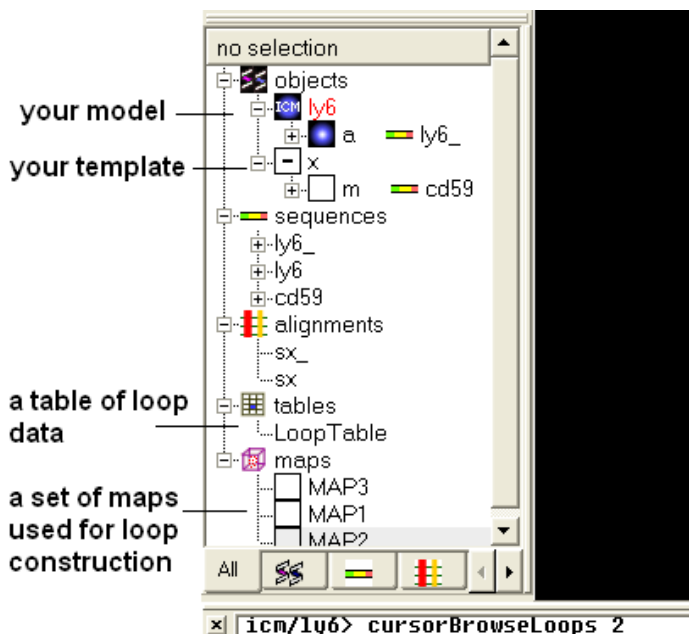 no selection
objects
your model
ICM ly6
a ly6_
your template
x
m cd59
sequences
ly6_
ly6
cd59
alignments
sx_
sx
a table of loop
data
tables
LoopTable
maps
a set of maps
used for loop
construction
MAP3
MAP1
MAP2
All
icm/ly6> cursorBrowseLoops 2